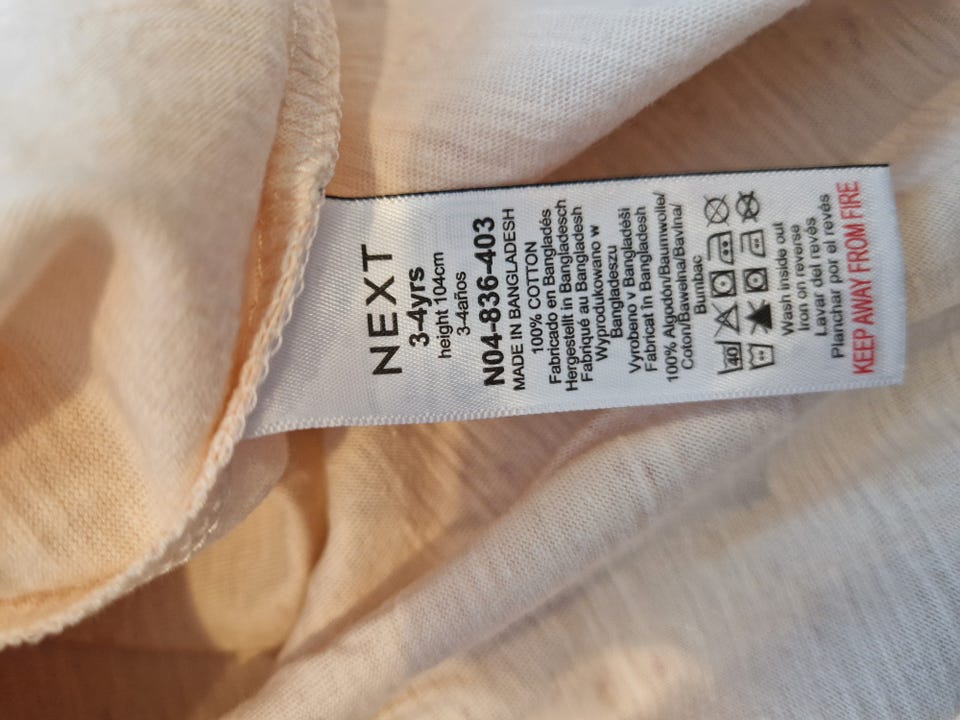 NEXT
3-4yrs
height 104cm
3-4años
N04-836-403
MADE IN BANGLADESH
100% COTTON
Fabricado en Bangladés
Hergestellt in Bangladesch
Fabriqué au Bangladesh
Wyprodukowano w
Bangladeszu
Vyrobeno v Bangladéši
Fabricat în Bangladesh
100% Algodón/Baumwolle/
Coton/Bawełna/Bavlna/
Bumbac
40
Wash inside out
Iron on reverse
Lavar del revés
Planchar por el revés
KEEP AWAY FROM FIRE